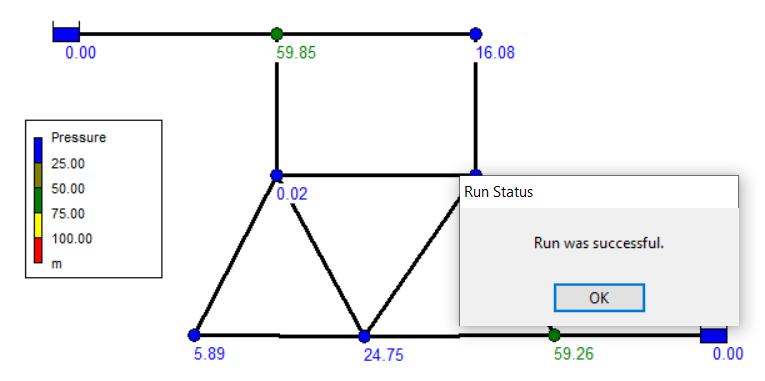 0.00
59.85
16.08
Pressure
25.00
50.00
75.00
100.00
m
0.02
Run Status
Run was successful.
OK
5.89
24.75
59.26
0.00